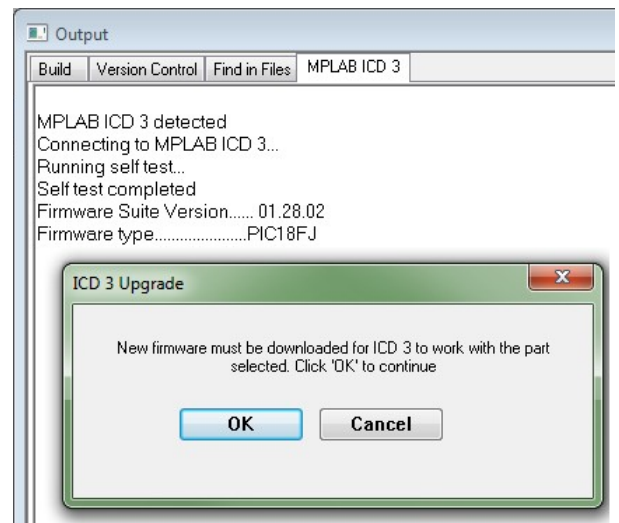 Output
Build Version Control Find in Files MPLAB ICD 3
MPLAB ICD 3 detected
Connecting to MPLAB ICD 3...
Running self test...
Self test completed
Firmware Suite Version...... 01.28.02
Firmware type......................PIC18FJ
ICD 3 Upgrade
New firmware must be downloaded for ICD 3 to work with the part
selected. Click 'OK' to continue
OK Cancel